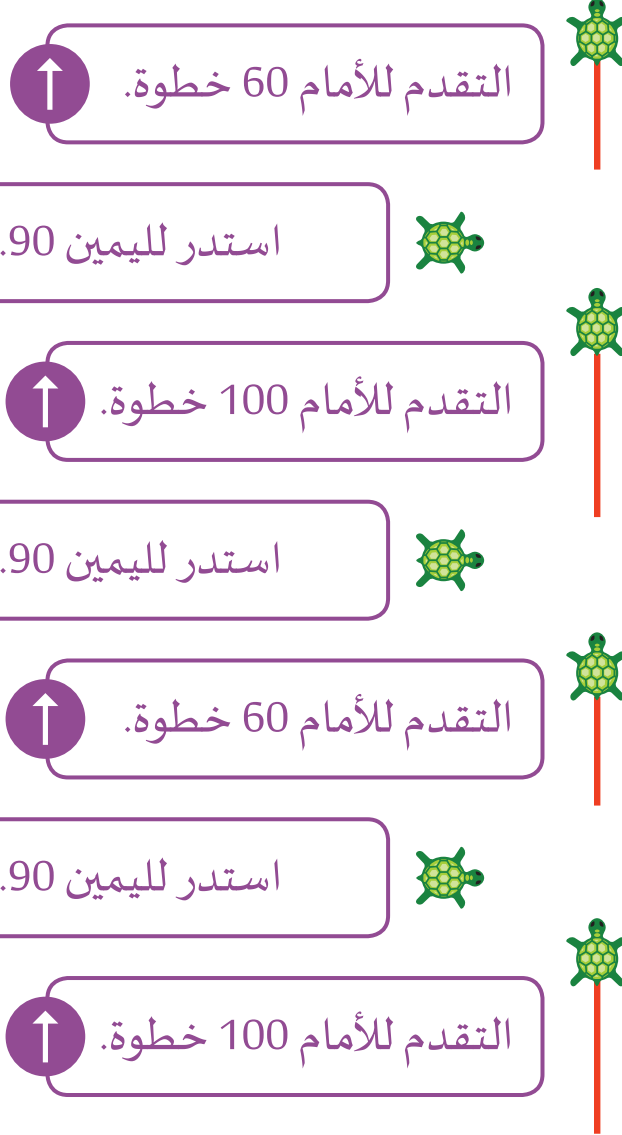 التقدم للأمام 60 خطوة.
استدر لليمين 90.
التقدم للأمام 100 خطوة.
استدر لليمين 90.
التقدم للأمام 60 خطوة.
استدر لليمين 90.
التقدم للأمام 100 خطوة.